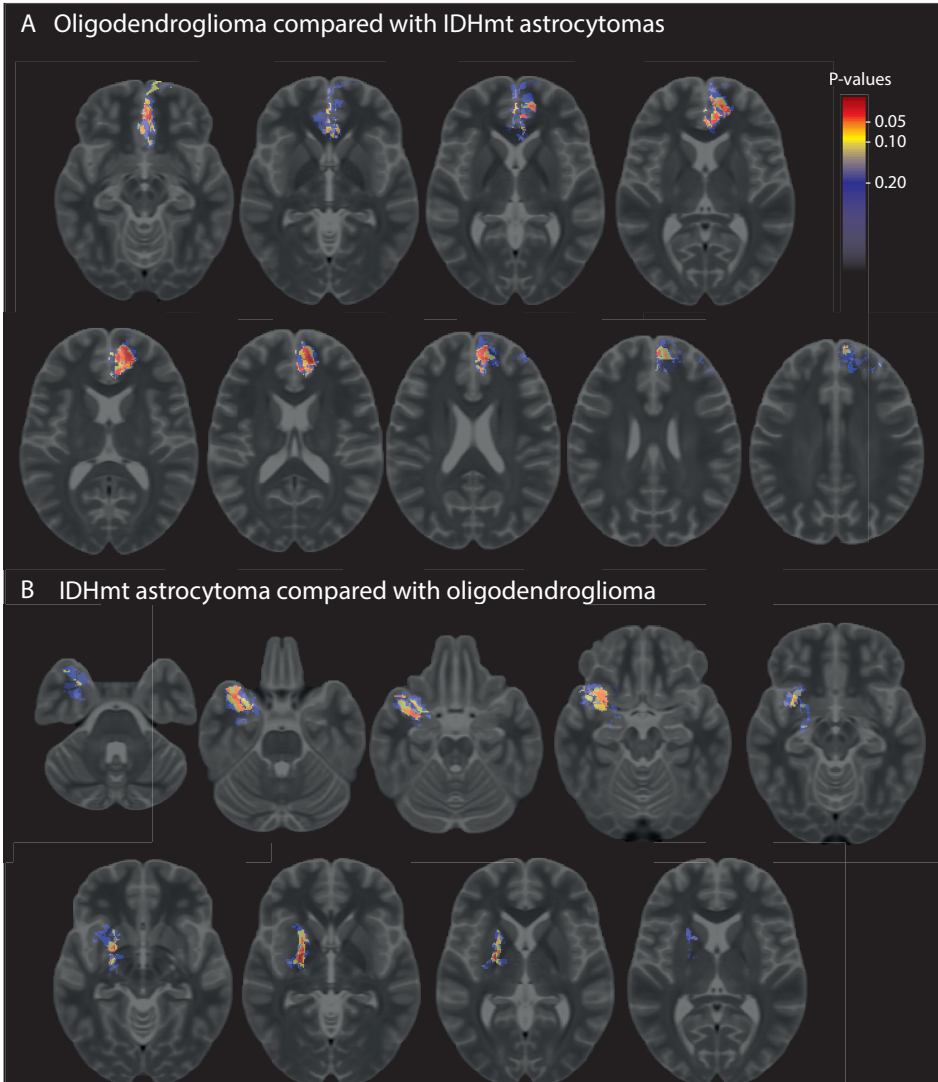 A Oligodendroglioma compared with IDHmt astrocytomas
P-values
0.05
0.10
0.20
B IDHmt astrocytoma compared with oligodendroglioma